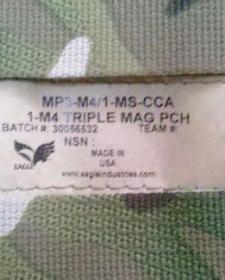 MP3-M4/1-MS-CCA
1-M4 TRIPLE MAG PCH
BATCH #: 30056532 TEAM #:
NSN :
EAGLE
MADE IN
USA
www.eagleindustries.com